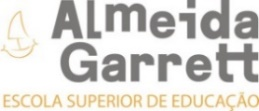 Almeida
Garrett
ESCOLA SUPERIOR DE EDUCAÇÃO